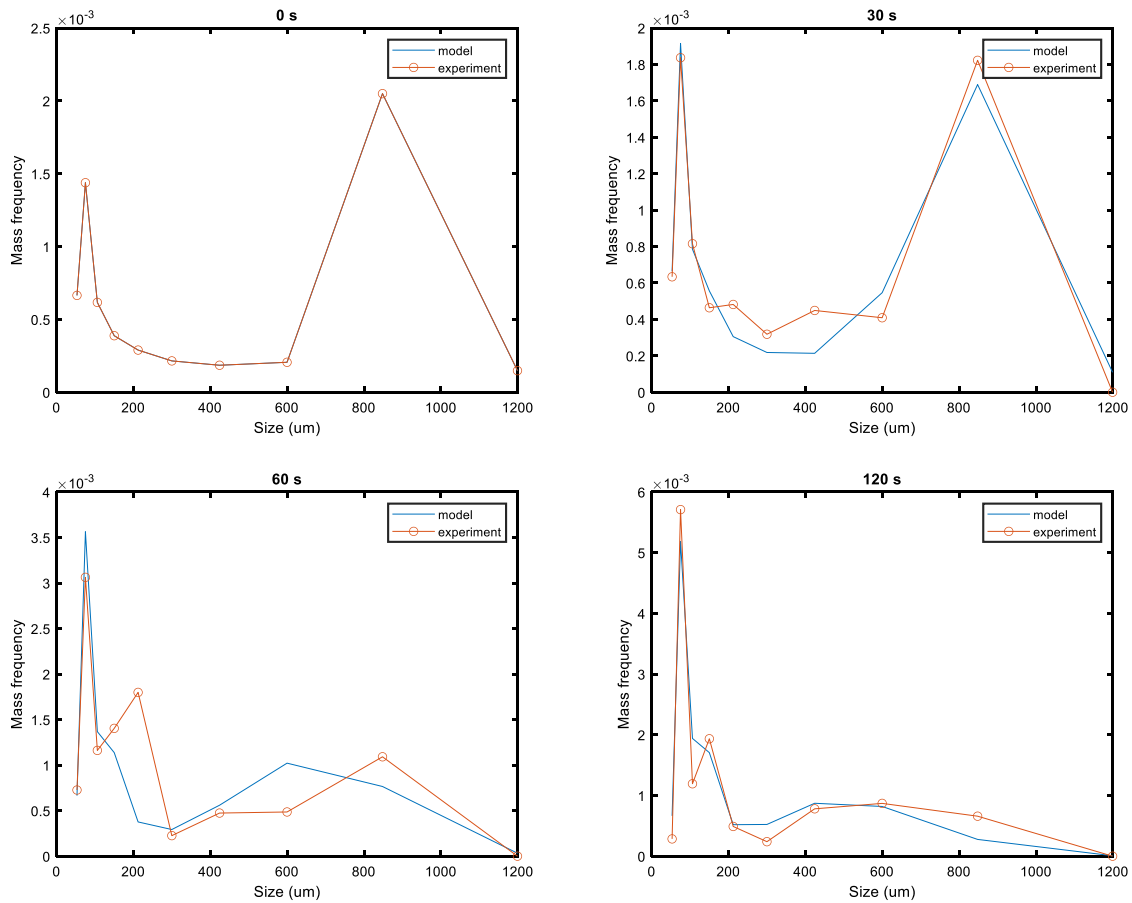 0 s
×10-3
2.5
2
1.5
1
0.5
0
Mass frequency
model
experiment
0 200 400 600 800 1000 1200
Size (um)
30 s
×10-3
2
1.8
1.6
1.4
1.2
1
0.8
0.6
0.4
0.2
0
Mass frequency
model
experiment
0 200 400 600 800 1000 1200
Size (um)
60 s
×10-3
4
3.5
3
2.5
2
1.5
1
0.5
0
Mass frequency
model
experiment
0 200 400 600 800 1000 1200
Size (um)
120 s
×10-3
6
5
4
3
2
1
0
Mass frequency
model
experiment
0 200 400 600 800 1000 1200
Size (um)